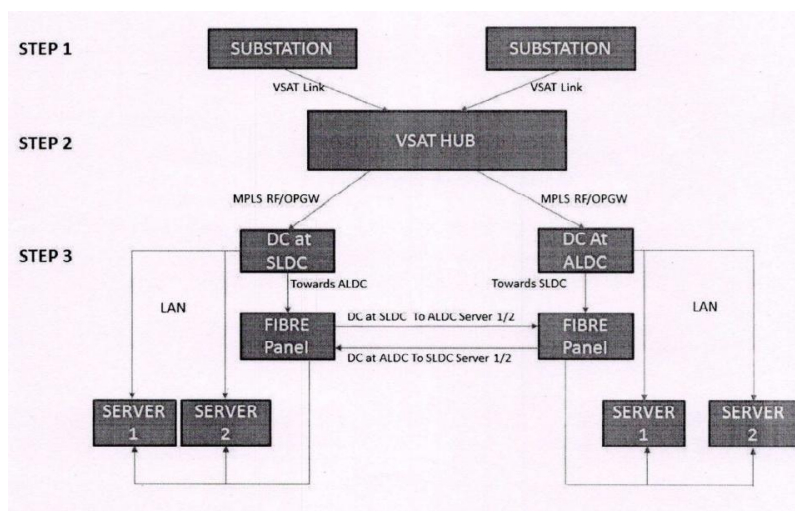 STEP 1
SUBSTATION
SUBSTATION
VSAT Link
VSAT Link
STEP 2
VSAT HUB
MPLS RF/OPGW
MPLS RF/OPGW
STEP 3
DC at
SLDC
DC At
ALDC
Towards ALDC
Towards SLDC
LAN
LAN
DC at SLDC To ALDC Server 1/2
FIBRE
Panel
FIBRE
Panel
DC at ALDC To SLDC Server 1/2
SERVER
1
SERVER
2
SERVER
1
SERVER
2